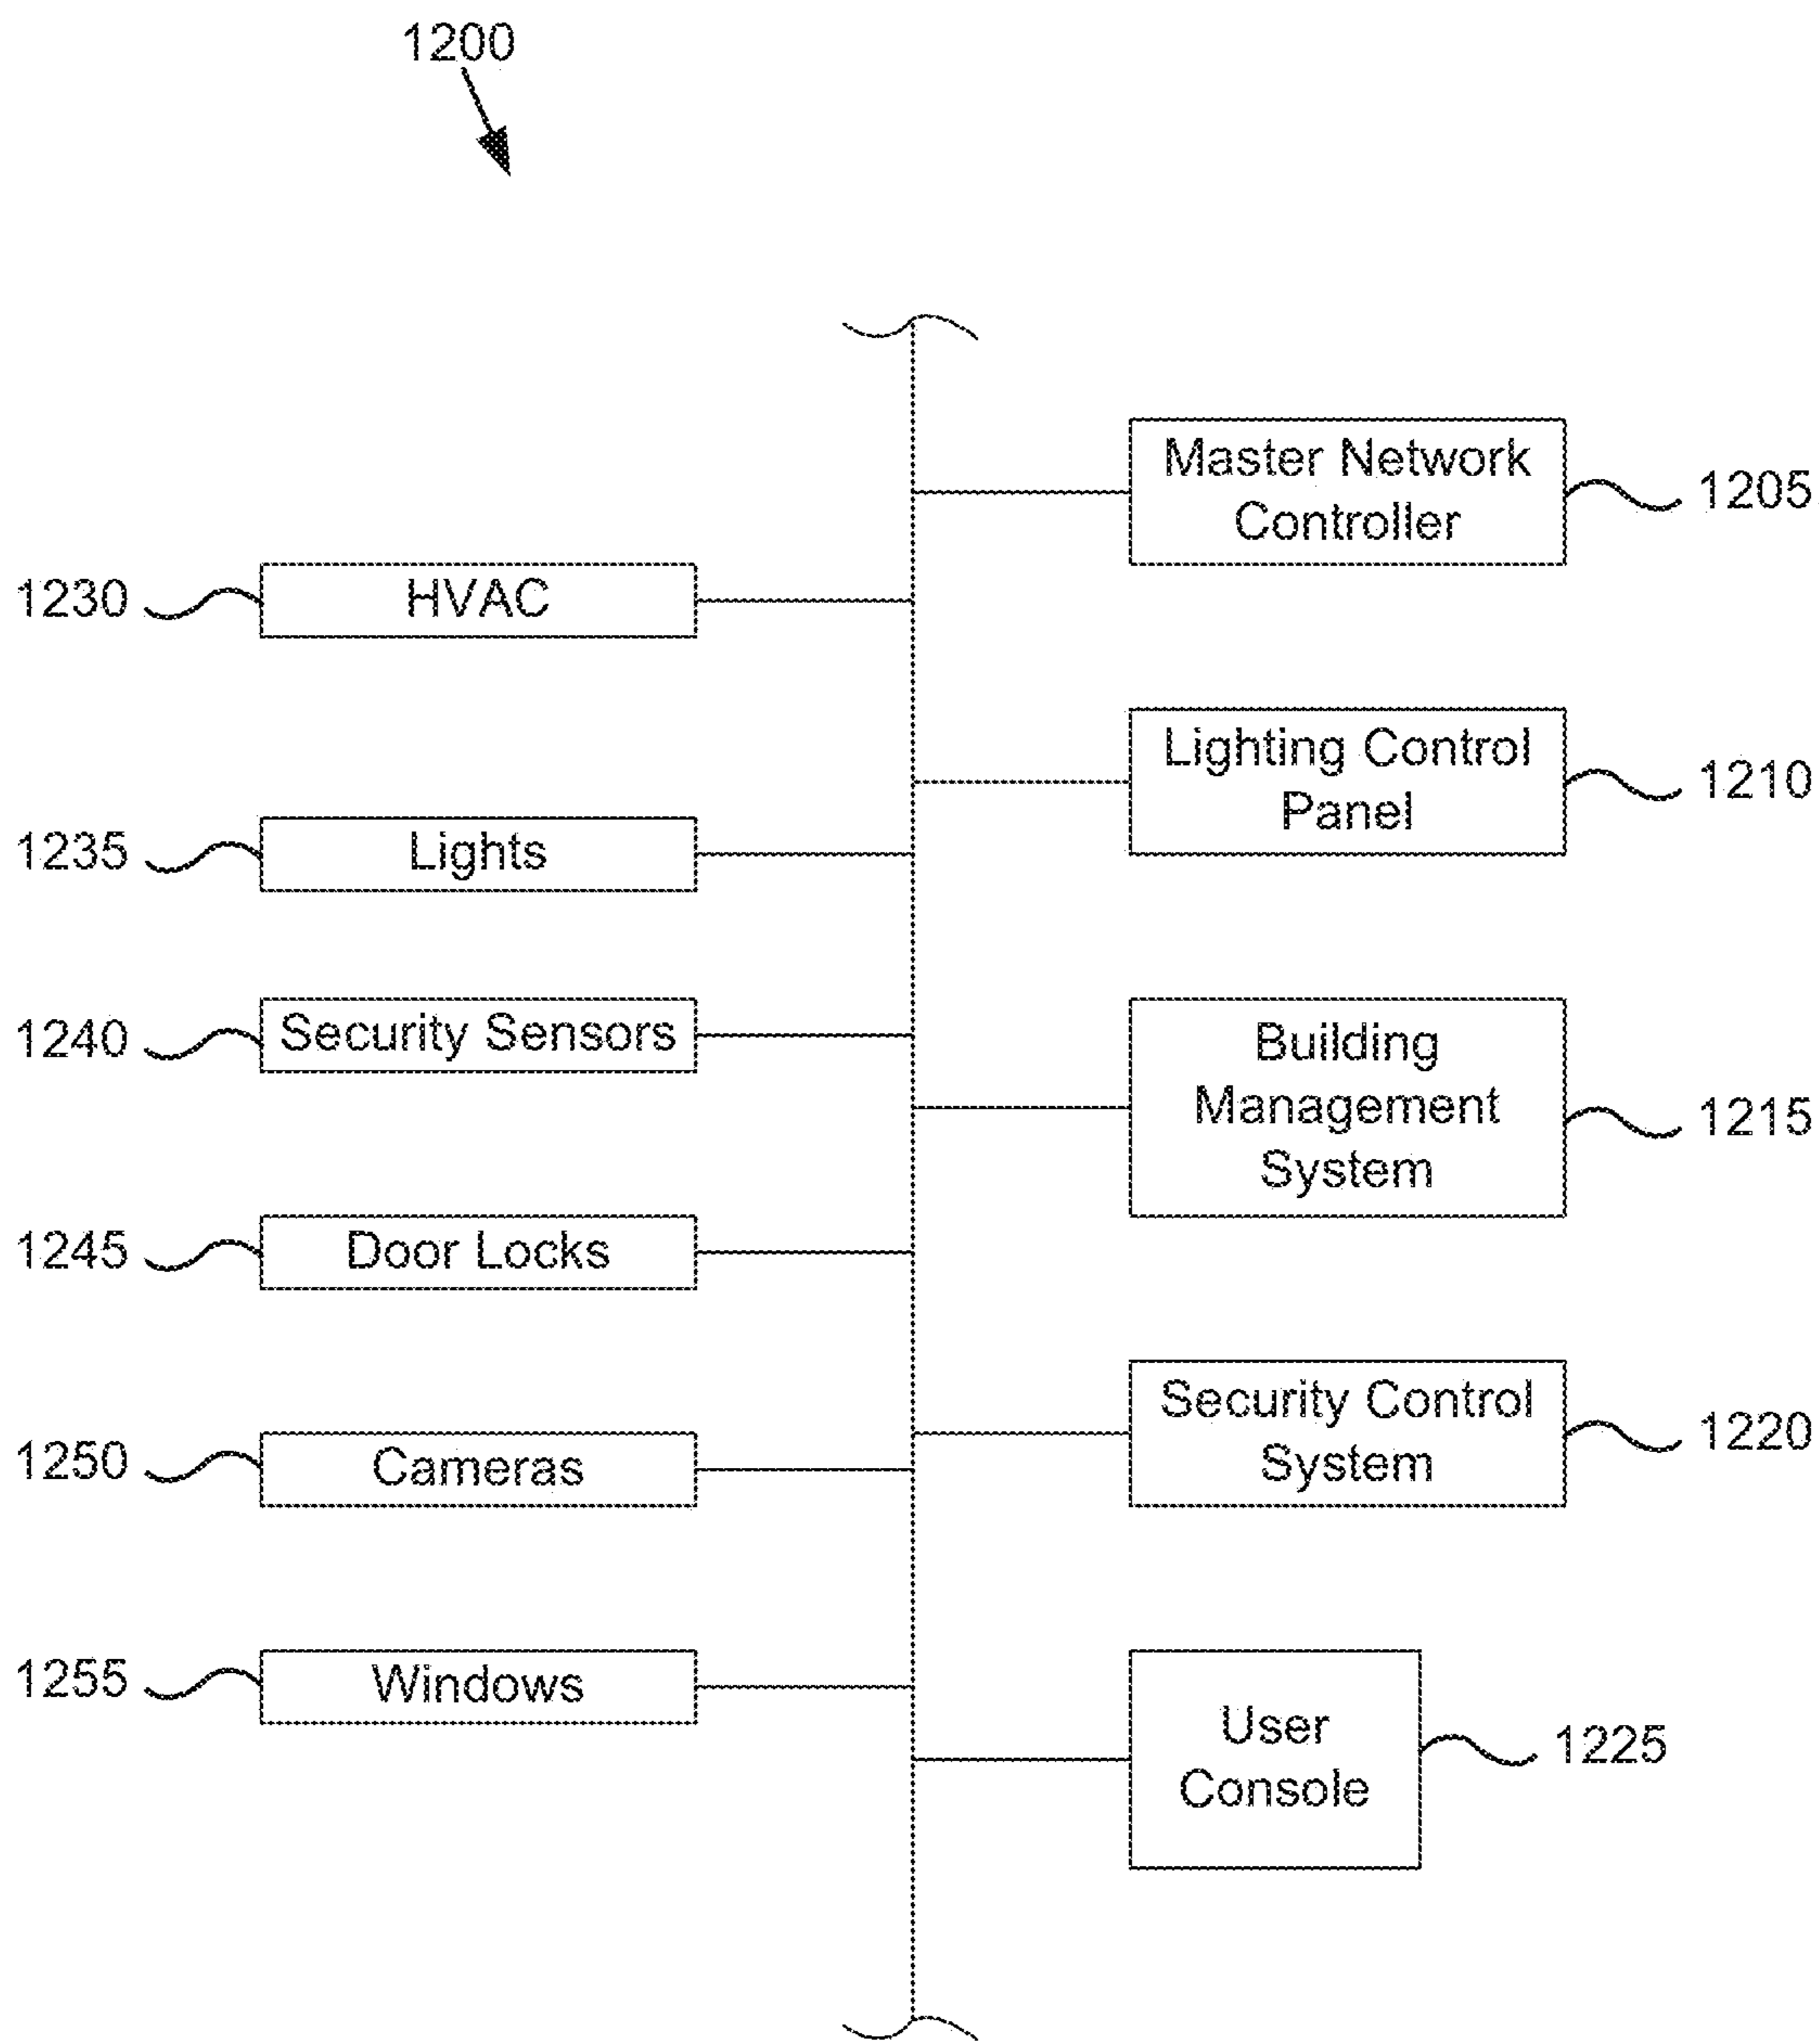 1200
Master Network
Controller
1205
1230
HVAC
Lighting Control
Panel
1210
1235
Lights
1240
Security Sensors
Building
Management
System
1215
1245
Door Locks
Security Control
System
1220
1250
Cameras
1255
Windows
User
Console
1225